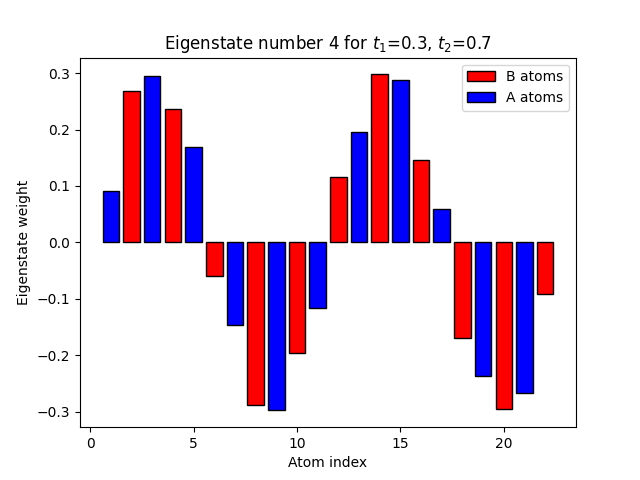 Eigenstate number 4 for t₁=0.3, t₂=0.7
B atoms
A atoms
Eigenstate weight
0.3
0.2
0.1
0.0
−0.1
−0.2
−0.3
0 5 10 15 20
Atom index